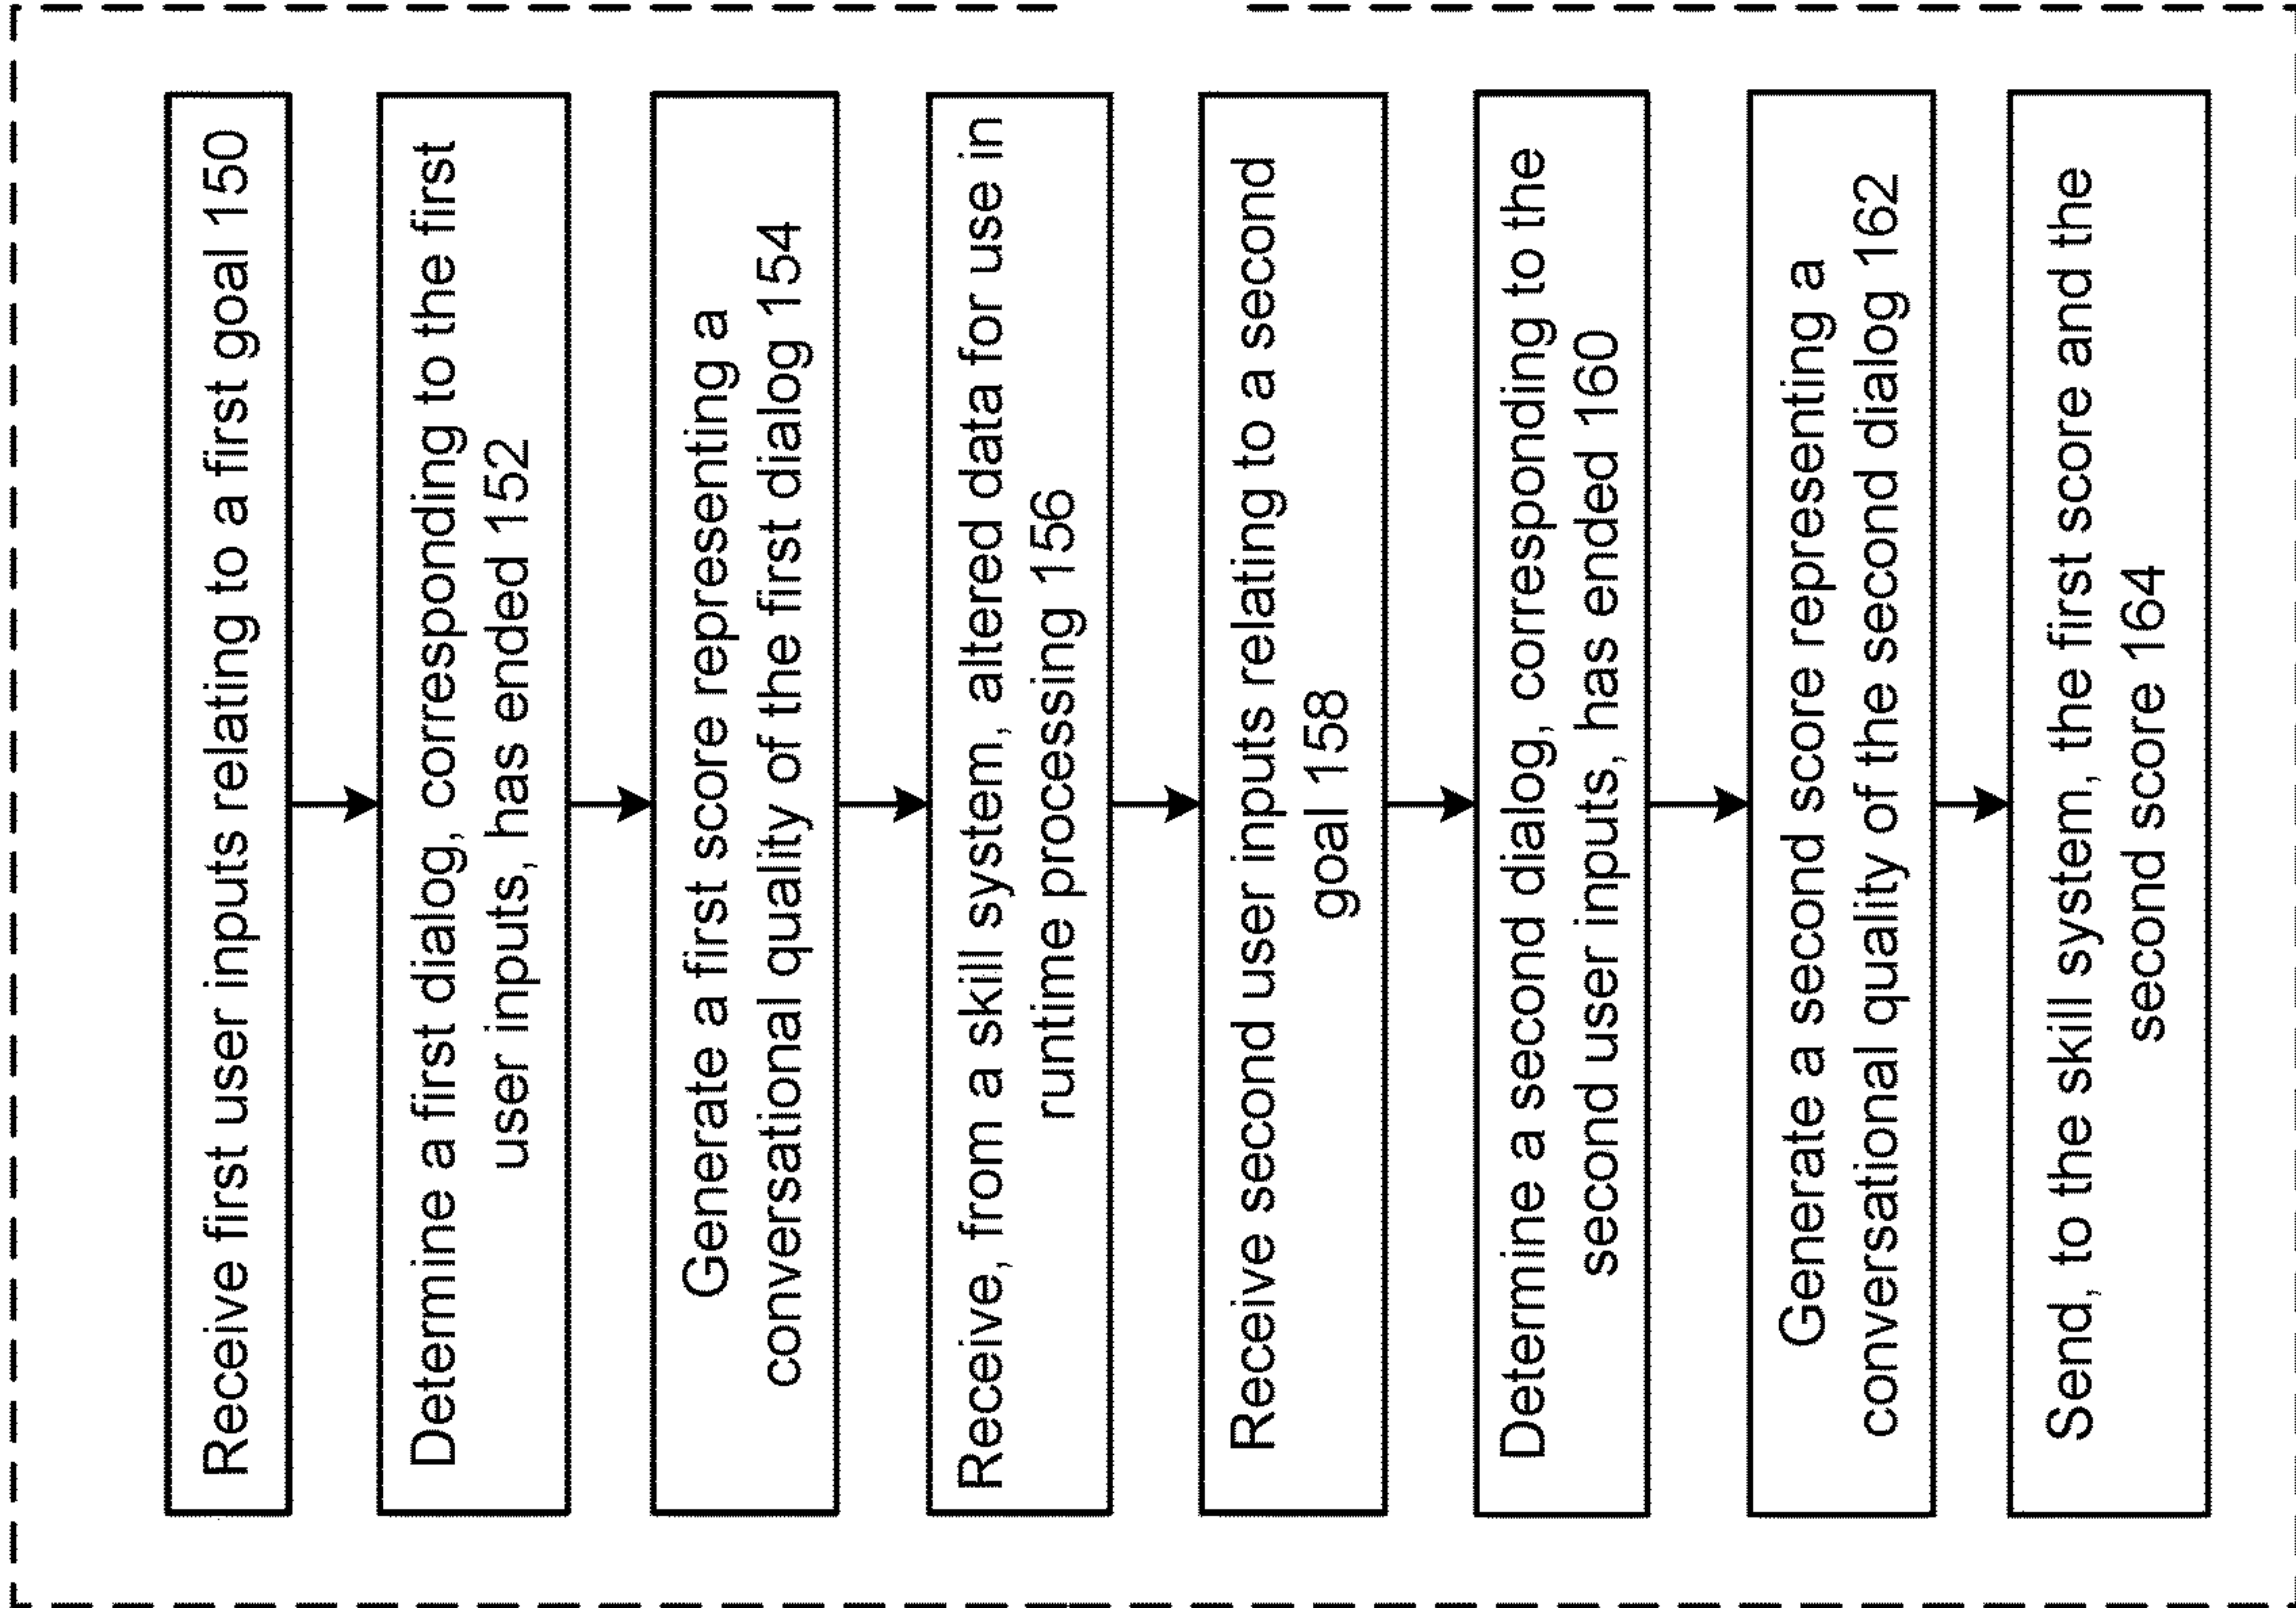 Receive first user inputs relating to a first goal 150
Determine a first dialog, corresponding to the first
user inputs, has ended 152
Generate a first score representing a
conversational quality of the first dialog 154
Receive, from a skill system, altered data for use in
runtime processing 156
Receive second user inputs relating to a second
goal 158
Determine a second dialog, corresponding to the
second user inputs, has ended 160
Generate a second score representing a
conversational quality of the second dialog 162
Send, to the skill system, the first score and the
second score 164